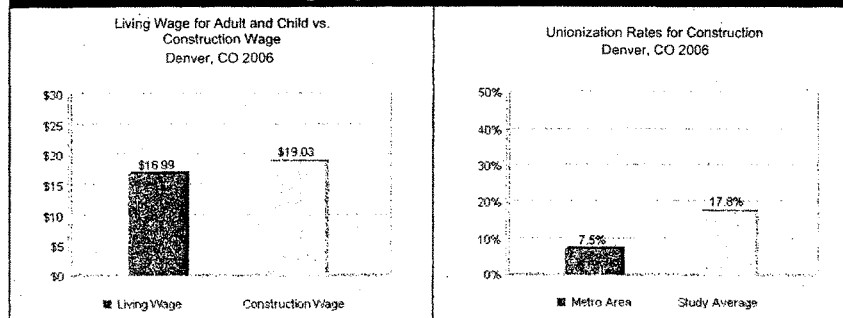 Living Wage for Adult and Child vs.
Construction Wage
Denver, CO 2006
$30
$25
$20
$15
$10
$5
$0
$16.99
$19.03
Living Wage
Construction Wage
Unionization Rates for Construction
Denver, CO 2006
50%
40%
30%
20%
10%
0%
7.5%
17.8%
Metro Area
Study Average